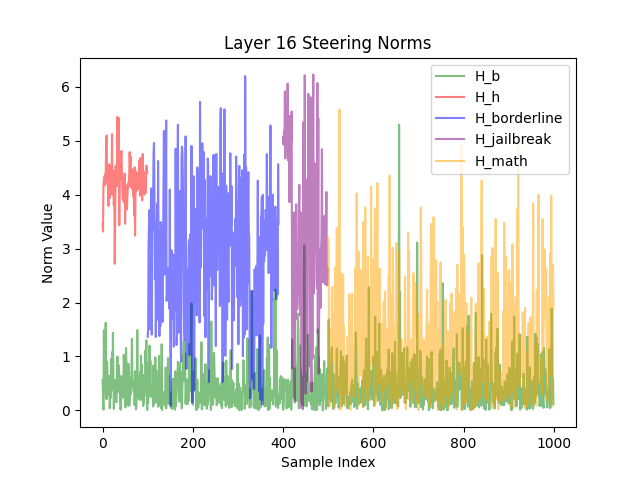 Layer 16 Steering Norms
H_b
H_h
H_borderline
H_jailbreak
H_math
Norm Value
6
5
4
3
2
1
0
0
200
400
600
800
1000
Sample Index